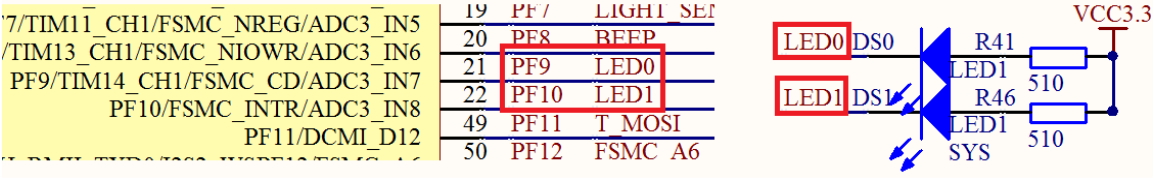 F7/TIM11_CH1/FSMC_NREG/ADC3_IN5 19 PF7 LIGHT_SEN
/TIM13_CH1/FSMC_NIOWR/ADC3_IN6 20 PF8 BEEP
PF9/TIM14_CH1/FSMC_CD/ADC3_IN7 21 PF9 LED0
PF10/FSMC_INTR/ADC3_IN8 22 PF10 LED1
PF11/DCMI_D12 49 PF11 T_MOSI
50 PF12 FSMC_A6
VCC3.3
LED0 DS0 R41
LED1 510
LED1 DS1 R46
LED1 510
SYS